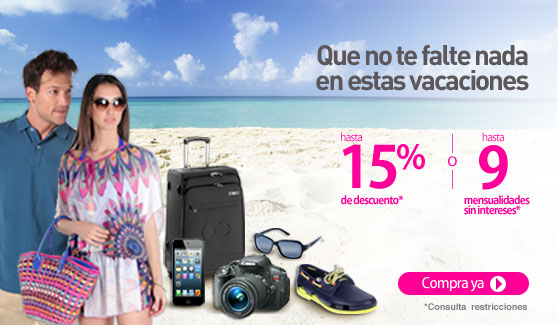 Que no te falte nada
en estas vacaciones
hasta
15%
de descuento*
o
hasta
9
mensualidades
sin intereses*
Compra ya
*Consulta restricciones